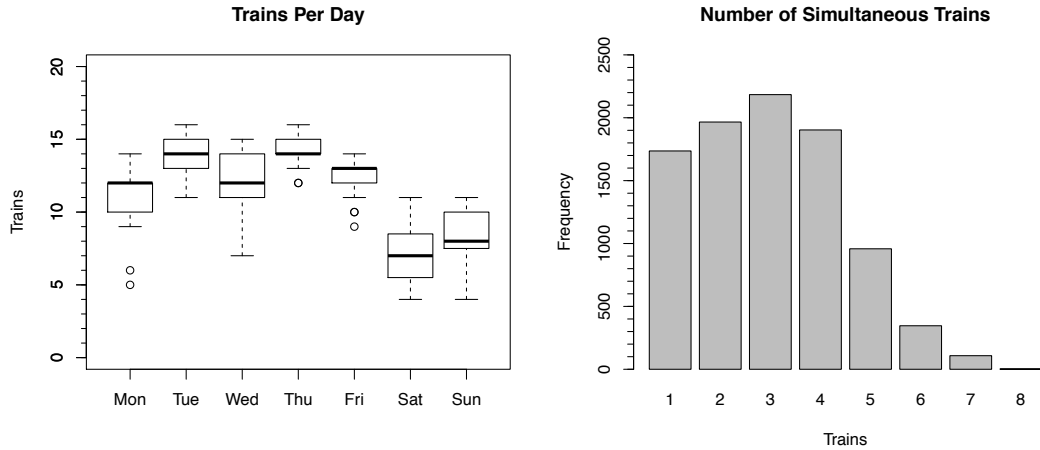 Trains Per Day
Trains
20
15
10
5
0
Mon Tue Wed Thu Fri Sat Sun
Number of Simultaneous Trains
Frequency
2500
2000
1500
1000
500
0
1 2 3 4 5 6 7 8
Trains